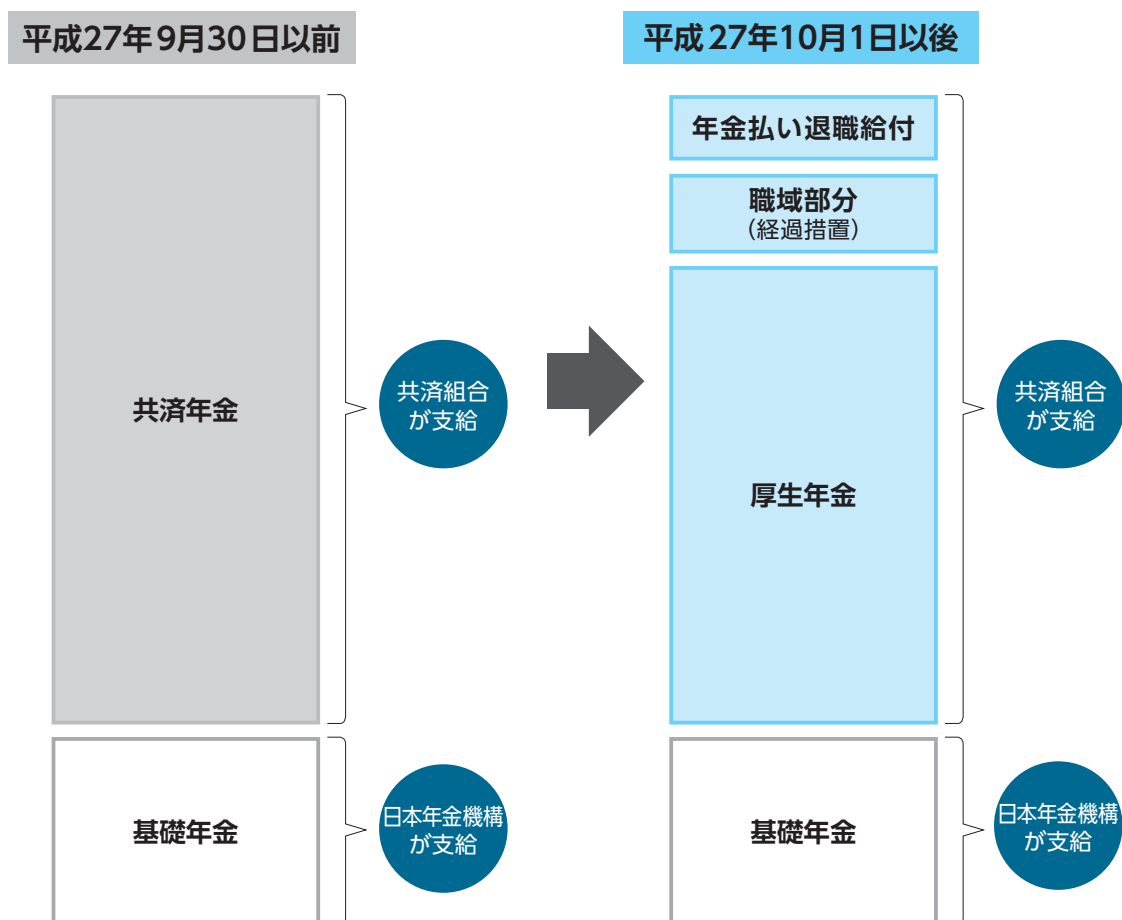 平成27年9月30日以前
共済年金
共済組合
が支給
基礎年金
日本年金機構
が支給
平成27年10月1日以後
年金払い退職給付
職域部分
（経過措置）
厚生年金
共済組合
が支給
基礎年金
日本年金機構
が支給